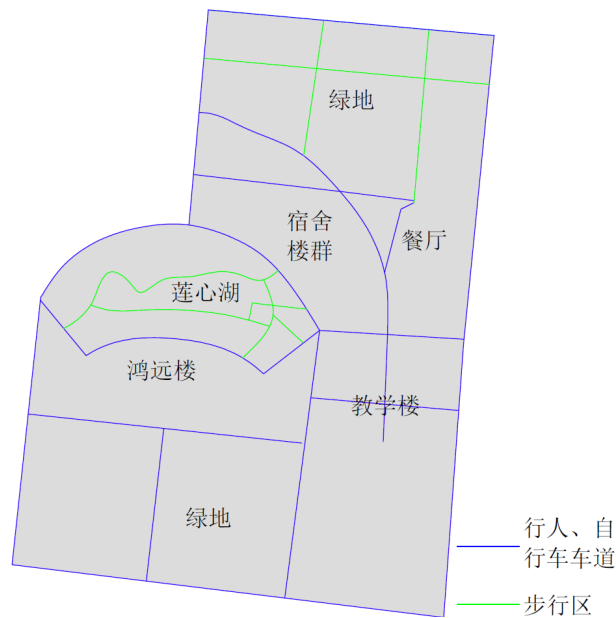 绿地
宿舍
楼群
餐厅
莲心湖
鸿远楼
教学楼
绿地
行人、自
行车车道
步行区